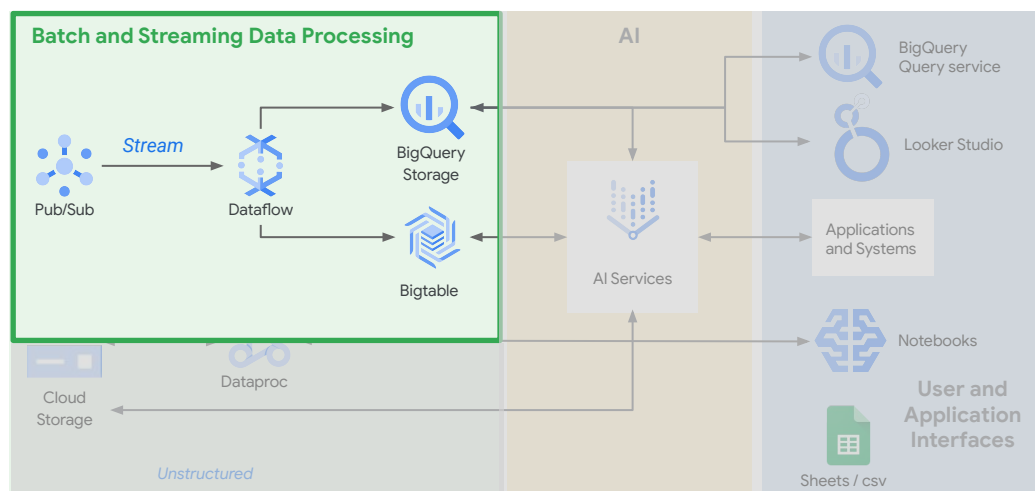 Batch and Streaming Data Processing
Stream
Pub/Sub
Dataflow
BigQuery
Storage
Bigtable
Cloud
Storage
Dataproc
Unstructured
AI
AI Services
BigQuery
Query service
Looker Studio
Applications
and Systems
Notebooks
User and
Application
Interfaces
Sheets / csv